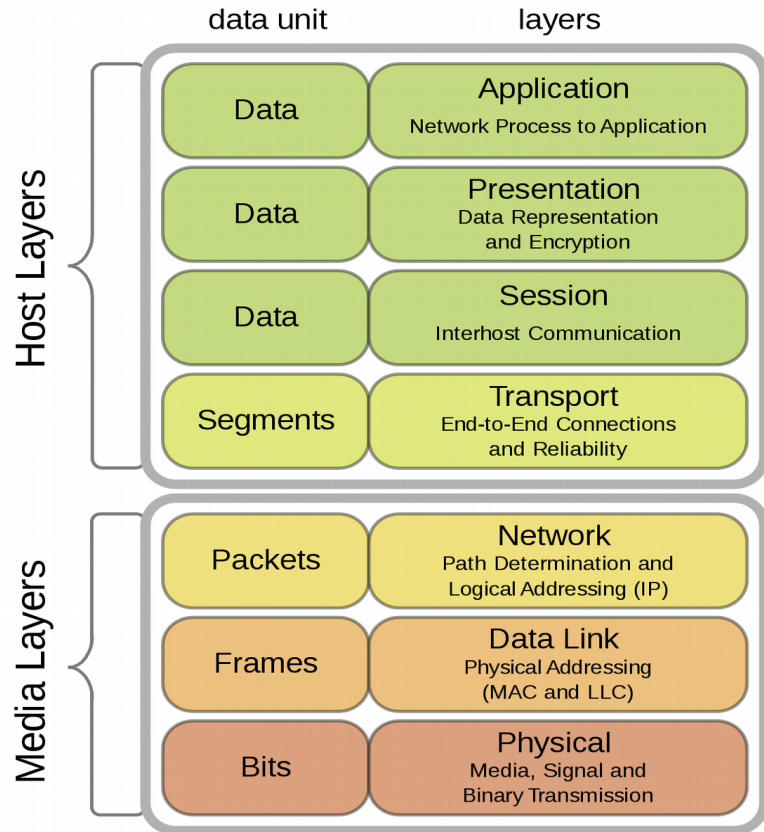 data unit
layers
Host Layers
Data
Application
Network Process to Application
Data
Presentation
Data Representation
and Encryption
Data
Session
Interhost Communication
Segments
Transport
End-to-End Connections
and Reliability
Media Layers
Packets
Network
Path Determination and
Logical Addressing (IP)
Frames
Data Link
Physical Addressing
(MAC and LLC)
Bits
Physical
Media, Signal and
Binary Transmission